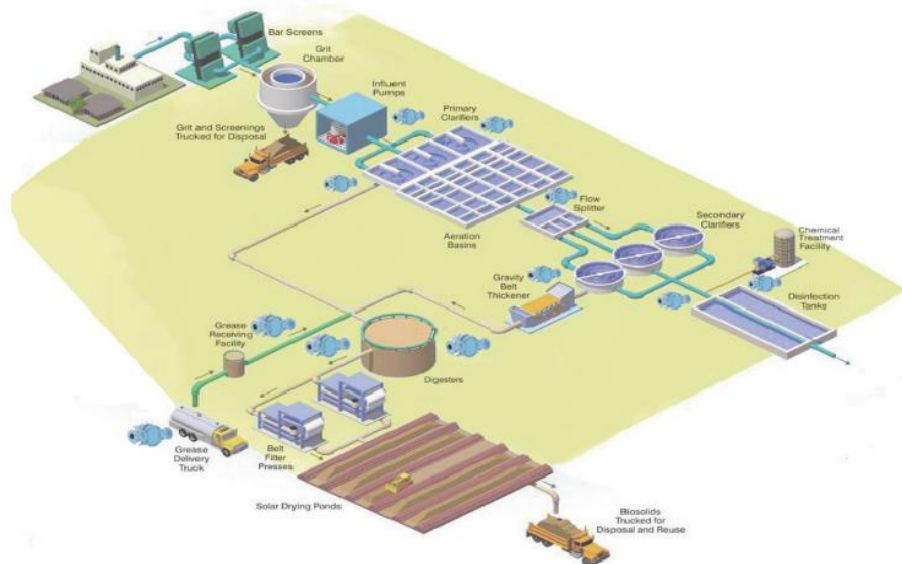 Bar Screens
Grit
Chamber
Influent
Pumps
Primary
Clarifiers
Grit and Screenings
Trucked for Disposal
Flow
Splitter
Secondary
Clarifiers
Aeration
Basins
Chemical
Treatment
Facility
Gravity
Belt
Thickener
Disinfection
Tanks
Grease
Receiving
Facility
Digesters
Grease
Delivery
Truck
Belt
Filter
Presses
Solar Drying Ponds
Biosolids
Trucked for
Disposal and Reuse